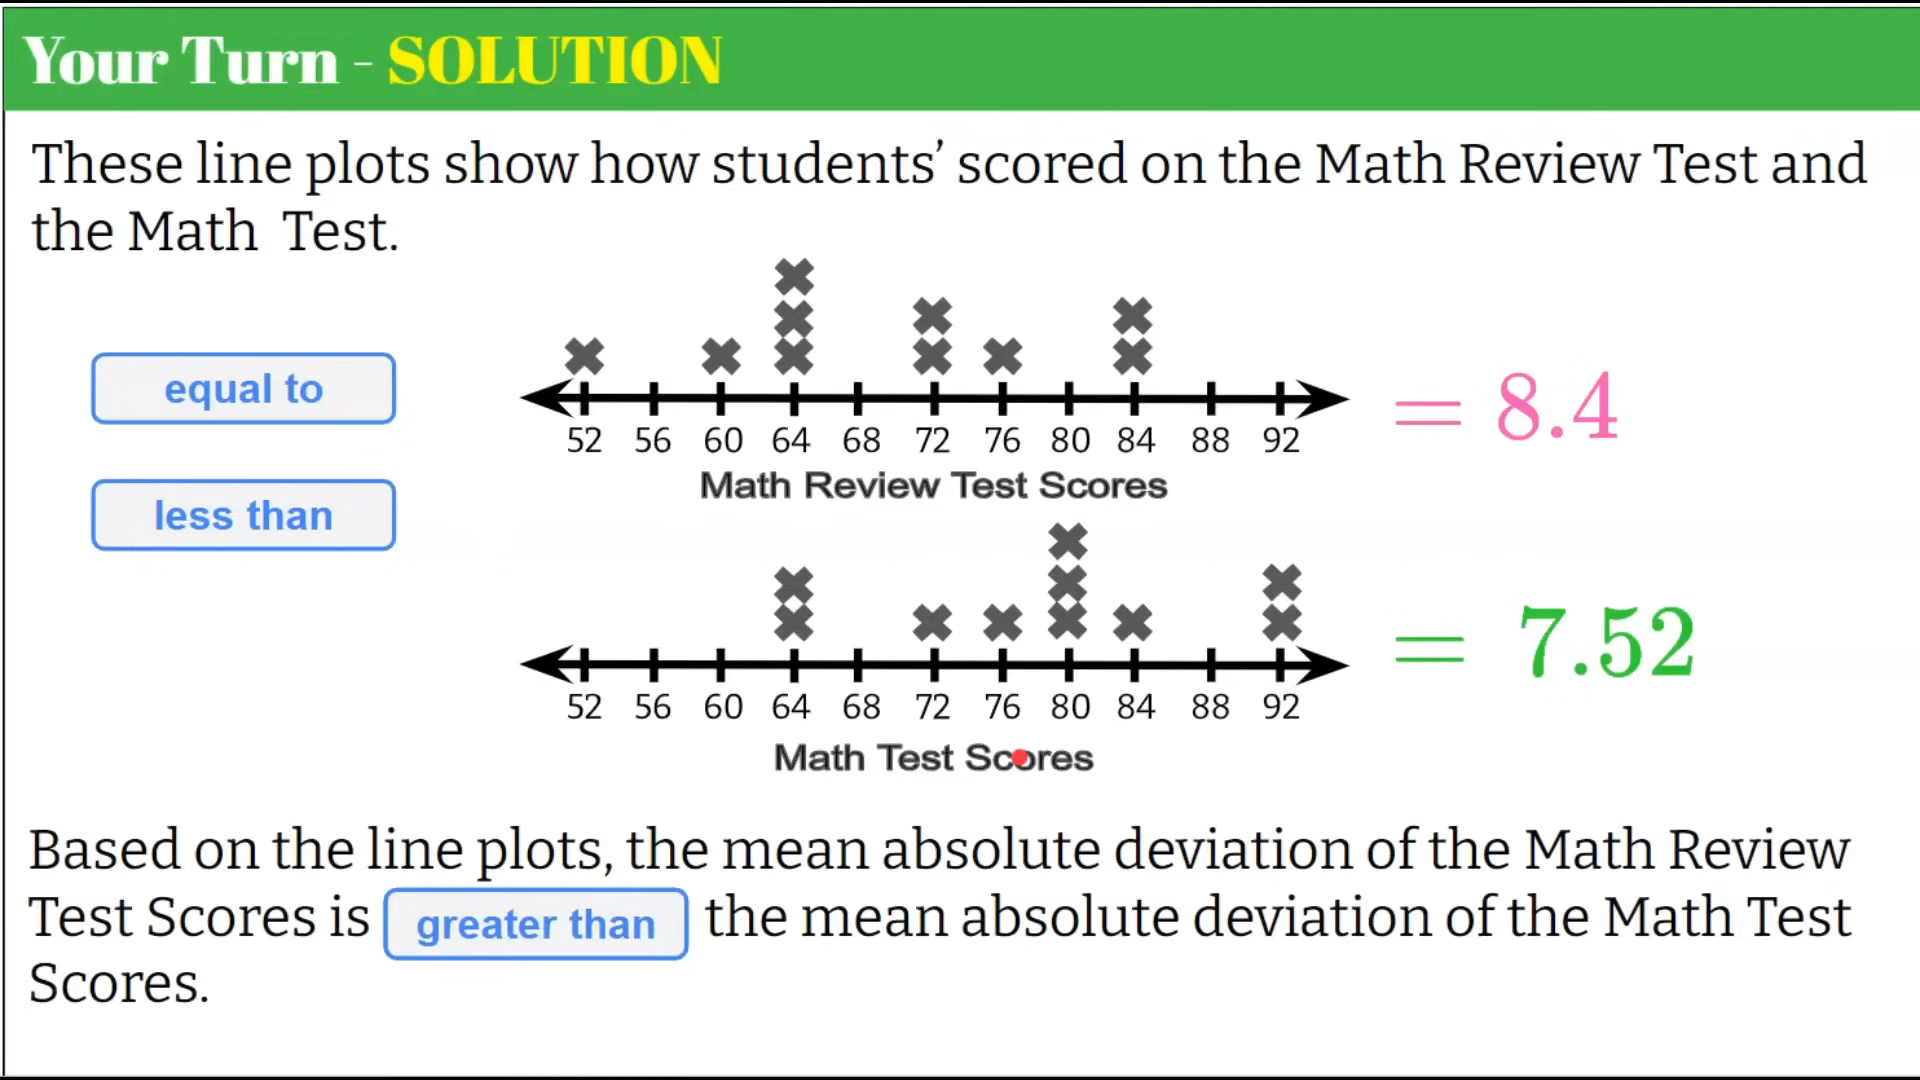 Your Turn - SOLUTION
These line plots show how students’ scored on the Math Review Test and
the Math Test.
equal to
less than
52 56 60 64 68 72 76 80 84 88 92
Math Review Test Scores
= 8.4
52 56 60 64 68 72 76 80 84 88 92
Math Test Scores
= 7.52
Based on the line plots, the mean absolute deviation of the Math Review
Test Scores is greater than the mean absolute deviation of the Math Test
Scores.